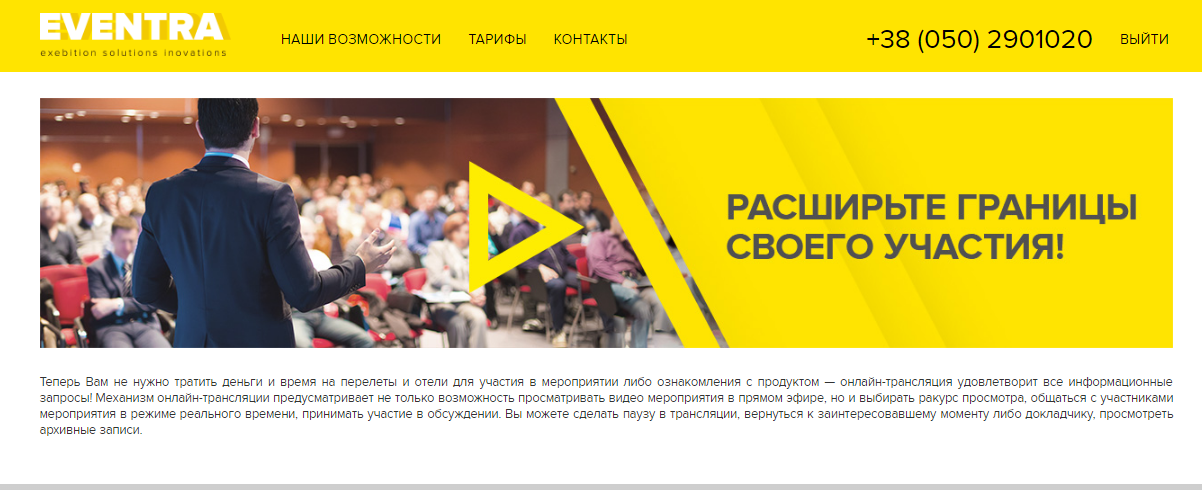 EVENTRA
exebition solutions inovations
НАШИ ВОЗМОЖНОСТИ ТАРИФЫ КОНТАКТЫ
+38 (050) 2901020 ВЫЙТИ
РАСШИРЬТЕ ГРАНИЦЫ
СВОЕГО УЧАСТИЯ!
Теперь Вам не нужно тратить деньги и время на перелеты и отели для участия в мероприятии либо ознакомления с продуктом — онлайн-трансляция удовлетворит все информационные
запросы! Механизм онлайн-трансляции предусматривает не только возможность просматривать видео мероприятия в прямом эфире, но и выбирать ракурс просмотра, общаться с участниками
мероприятия в режиме реального времени, принимать участие в обсуждении. Вы можете сделать паузу в трансляции, вернуться к заинтересовавшему моменту либо докладчику, просмотреть
архивные записи.